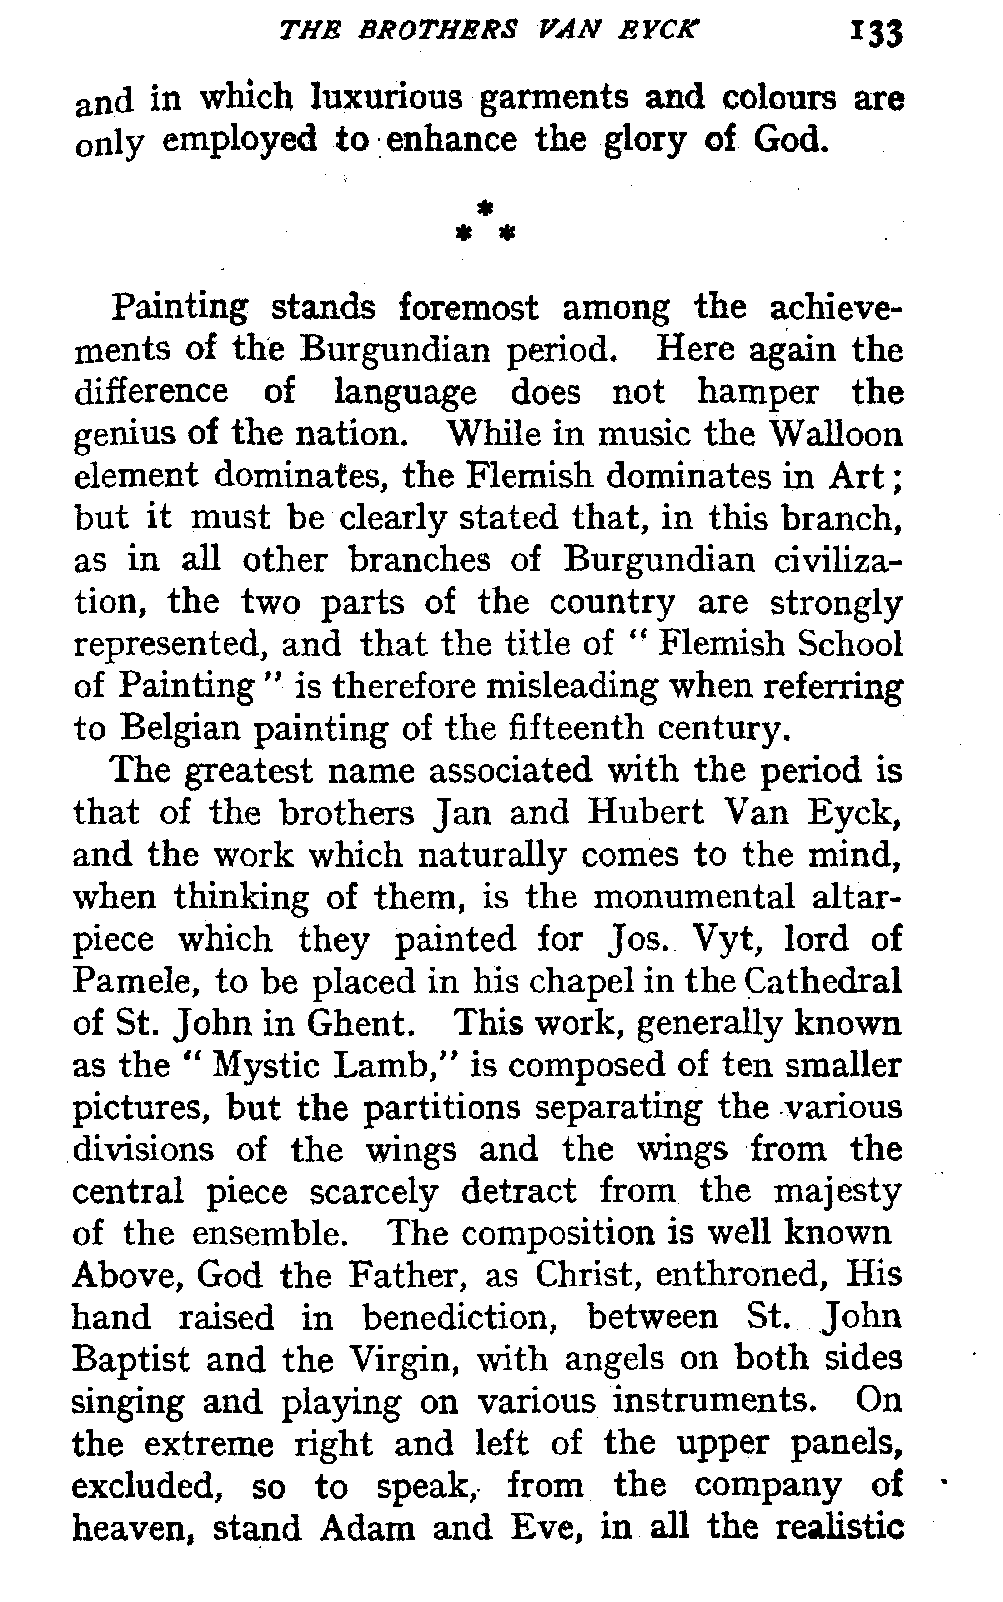 THE BROTHERS VAN EYCK 133
and in which luxurious garments and colours are
only employed to enhance the glory of God.
*
* *
Painting stands foremost among the achieve-
ments of the Burgundian period. Here again the
difference of language does not hamper the
genius of the nation. While in music the Walloon
element dominates, the Flemish dominates in Art;
but it must be clearly stated that, in this branch,
as in all other branches of Burgundian civiliza-
tion, the two parts of the country are strongly
represented, and that the title of “ Flemish School
of Painting ” is therefore misleading when referring
to Belgian painting of the fifteenth century.
The greatest name associated with the period is
that of the brothers Jan and Hubert Van Eyck,
and the work which naturally comes to the mind,
when thinking of them, is the monumental altar-
piece which they painted for Jos. Vyt, lord of
Pamele, to be placed in his chapel in the Cathedral
of St. John in Ghent. This work, generally known
as the “ Mystic Lamb,” is composed of ten smaller
pictures, but the partitions separating the various
divisions of the wings and the wings from the
central piece scarcely detract from the majesty
of the ensemble. The composition is well known
Above, God the Father, as Christ, enthroned, His
hand raised in benediction, between St. John
Baptist and the Virgin, with angels on both sides
singing and playing on various instruments. On
the extreme right and left of the upper panels,
excluded, so to speak, from the company of
heaven, stand Adam and Eve, in all the realistic